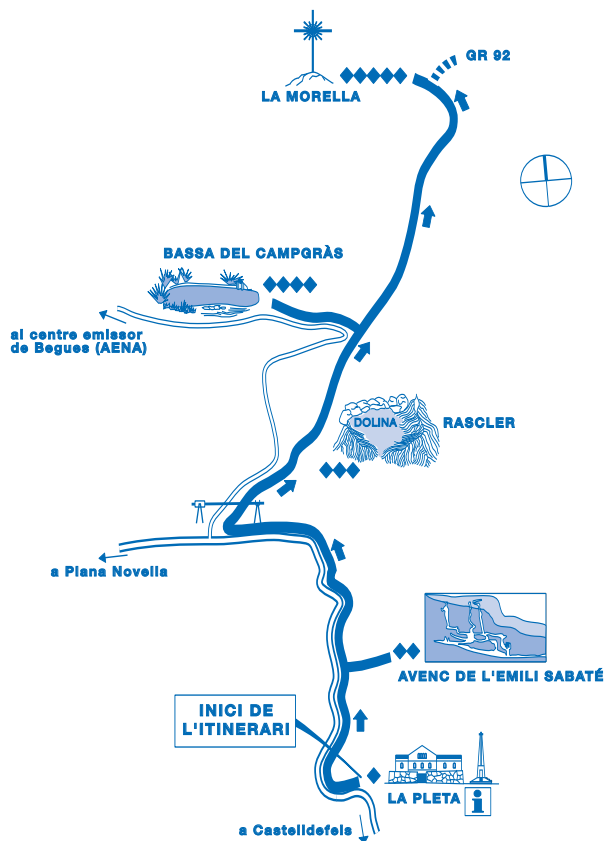 GR 92
LA MORELLA
BASSA DEL CAMPGRÀS
al centre emissor
de Begues (AENA)
DOLINA
RASCLER
a Plana Novella
AVENC DE L'EMILI SABATÉ
INICI DE
L'ITINERARI
LA PLETA
i
a Castelldefels